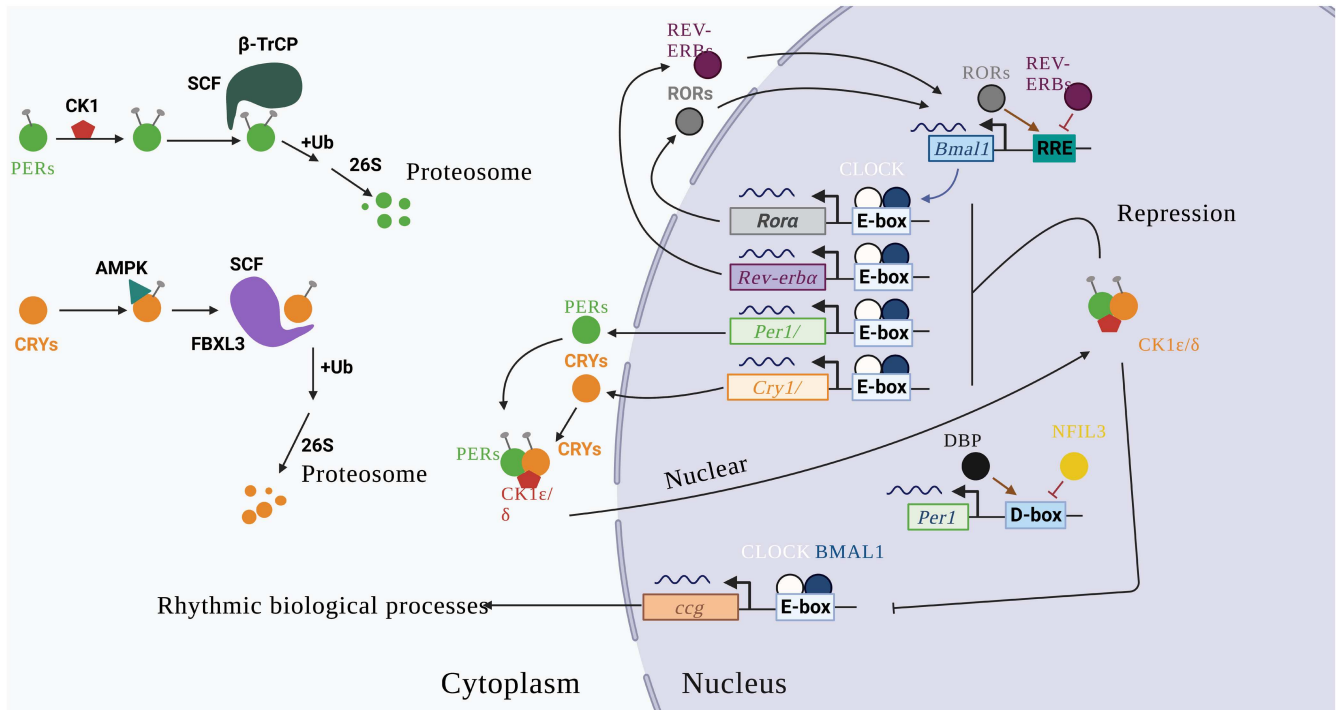 β-TrCP
SCF
CK1
PERs
+Ub
26S
Proteosome
AMPK
SCF
CRYs
FBXL3
+Ub
26S
Proteosome
REV-
ERBs
RORs
RORs
REV-
ERBs
Bmal1
RRE
CLOCK
Rora
E-box
Rev-erbα
E-box
Per1/
E-box
Cry1/
E-box
Repression
PERs
CRYs
PERs
CRYs
CK1ε/
δ
Nuclear
CK1ε/δ
DBP
NFIL3
Per1
D-box
CLOCK BMAL1
ccg
E-box
Rhythmic biological processes
Cytoplasm
Nucleus